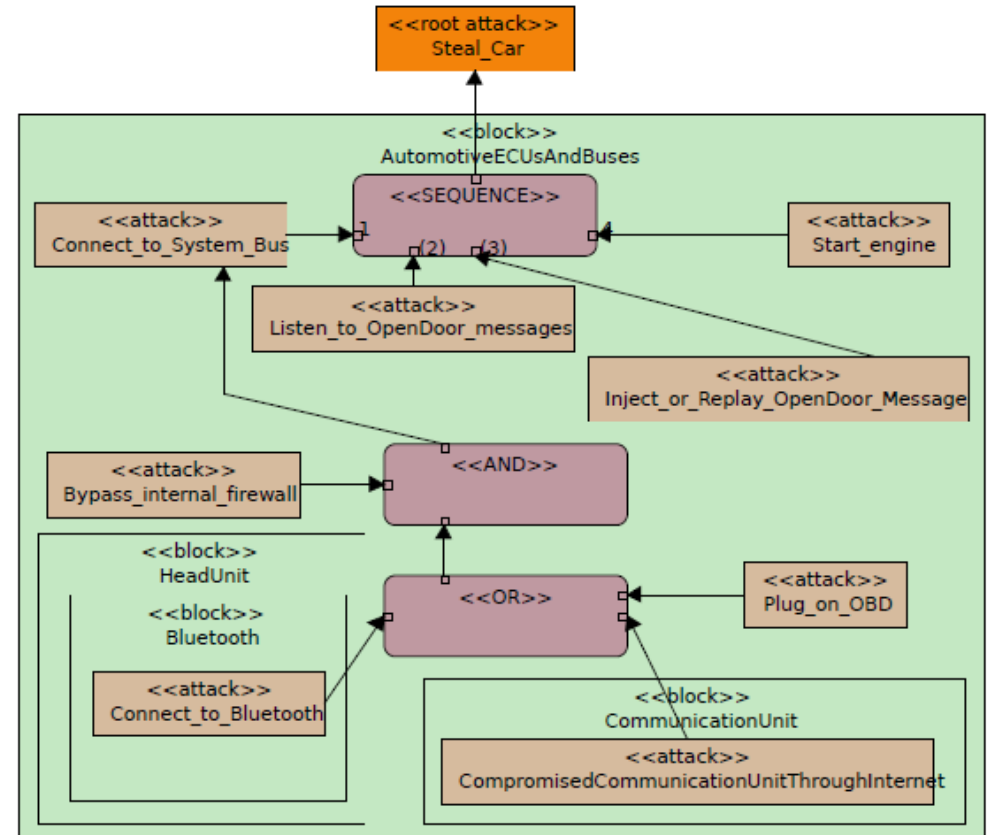 <<root attack>>
Steal_Car
<<block>>
AutomotiveECUsAndBuses
<<SEQUENCE>>
<<attack>>
Connect_to_System_Bus
1
(2)
(3)
4
<<attack>>
Start_engine
<<attack>>
Listen_to_OpenDoor_messages
<<attack>>
Inject_or_Replay_OpenDoor_Message
<<AND>>
<<attack>>
Bypass_internal_firewall
<<block>>
HeadUnit
<<OR>>
<<attack>>
Plug_on_OBD
<<block>>
Bluetooth
<<attack>>
Connect_to_Bluetooth
<<block>>
CommunicationUnit
<<attack>>
CompromisedCommunicationUnitThroughInternet